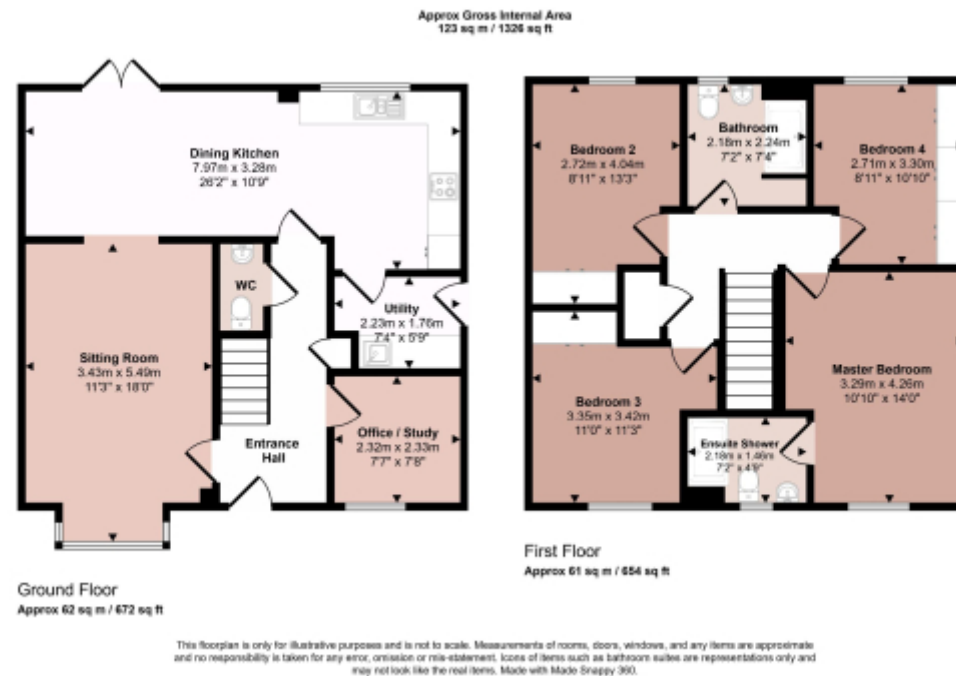 Approx Gross Internal Area
123 sq m / 1326 sq ft
Dining Kitchen
7.97m x 3.28m
26'2" x 10'9"
WC
Utility
2.23m x 1.76m
7'4" x 5'9"
Sitting Room
3.43m x 5.49m
11'3" x 18'0"
Office / Study
2.32m x 2.33m
7'7" x 7'8"
Entrance
Hall
Ground Floor
Approx 62 sq m / 672 sq ft
Bedroom 2
2.72m x 4.04m
8'11" x 13'3"
Bathroom
2.18m x 2.24m
7'2" x 7'4"
Bedroom 4
2.71m x 3.30m
8'11" x 10'10"
Master Bedroom
3.29m x 4.26m
10'10" x 14'0"
Bedroom 3
3.35m x 3.42m
11'0" x 11'3"
Ensuite Shower
2.18m x 1.46m
7'2" x 4'9"
First Floor
Approx 61 sq m / 654 sq ft
This floorplan is only for illustrative purposes and is not to scale. Measurements of rooms, doors, windows, and any items are approximate
and no responsibility is taken for any error, omission or mis-statement. Icons of items such as bathroom suites are representations only and
may not look like the real items. Made with Made Snappy 360.